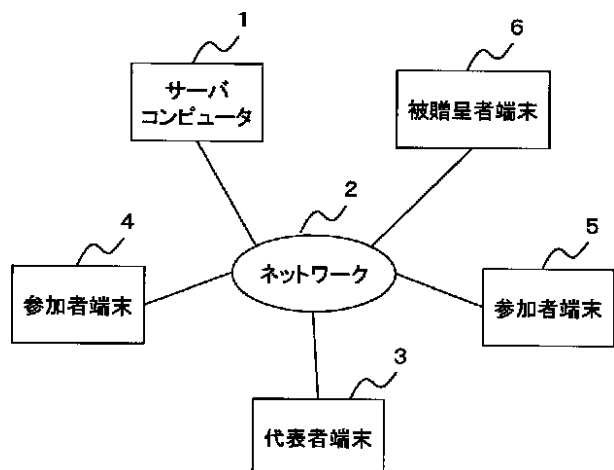 1
サーバ
コンピュータ
6
被贈呈者端末
2
ネットワーク
4
参加者端末
5
参加者端末
3
代表者端末